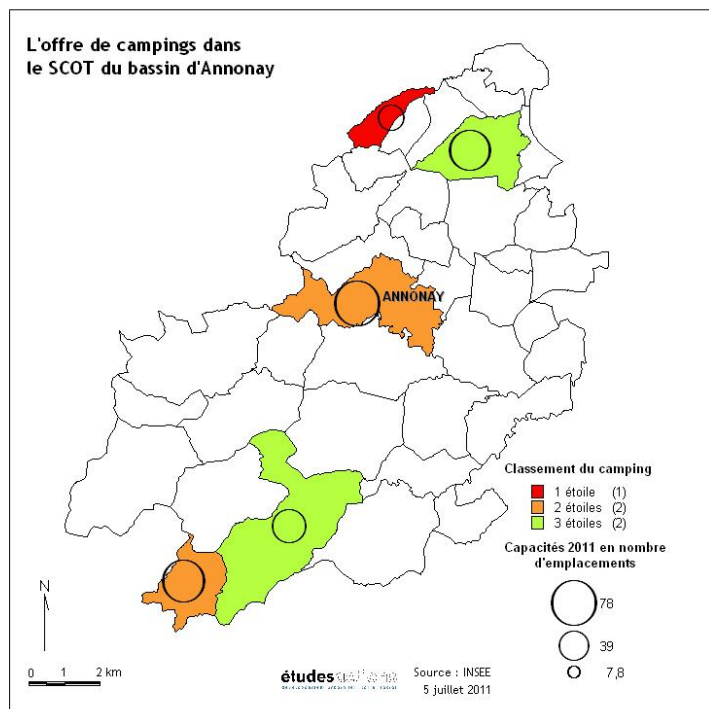 L'offre de campings dans
le SCOT du bassin d'Annonay
ANNONAY
Classement du camping
1 étoile (1)
2 étoiles (2)
3 étoiles (2)
Capacités 2011 en nombre
d'emplacements
78
39
7,8
N
0 1 2 km
études actions
Source : INSEE
5 juillet 2011